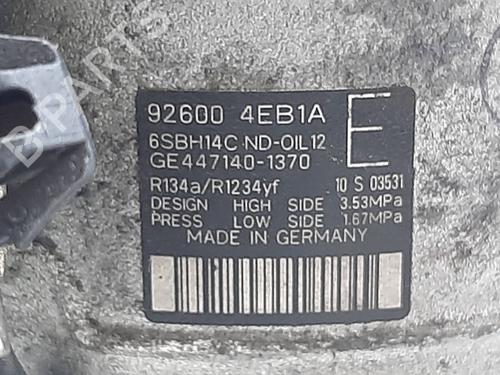 B-PARTS
92600 4EB1A
E
6SBH14C ND-OIL12
GE447140-1370
R134a/R1234yf 10 S 03531
DESIGN HIGH SIDE 3.53MPa
PRESS LOW SIDE 1.67MPa
MADE IN GERMANY